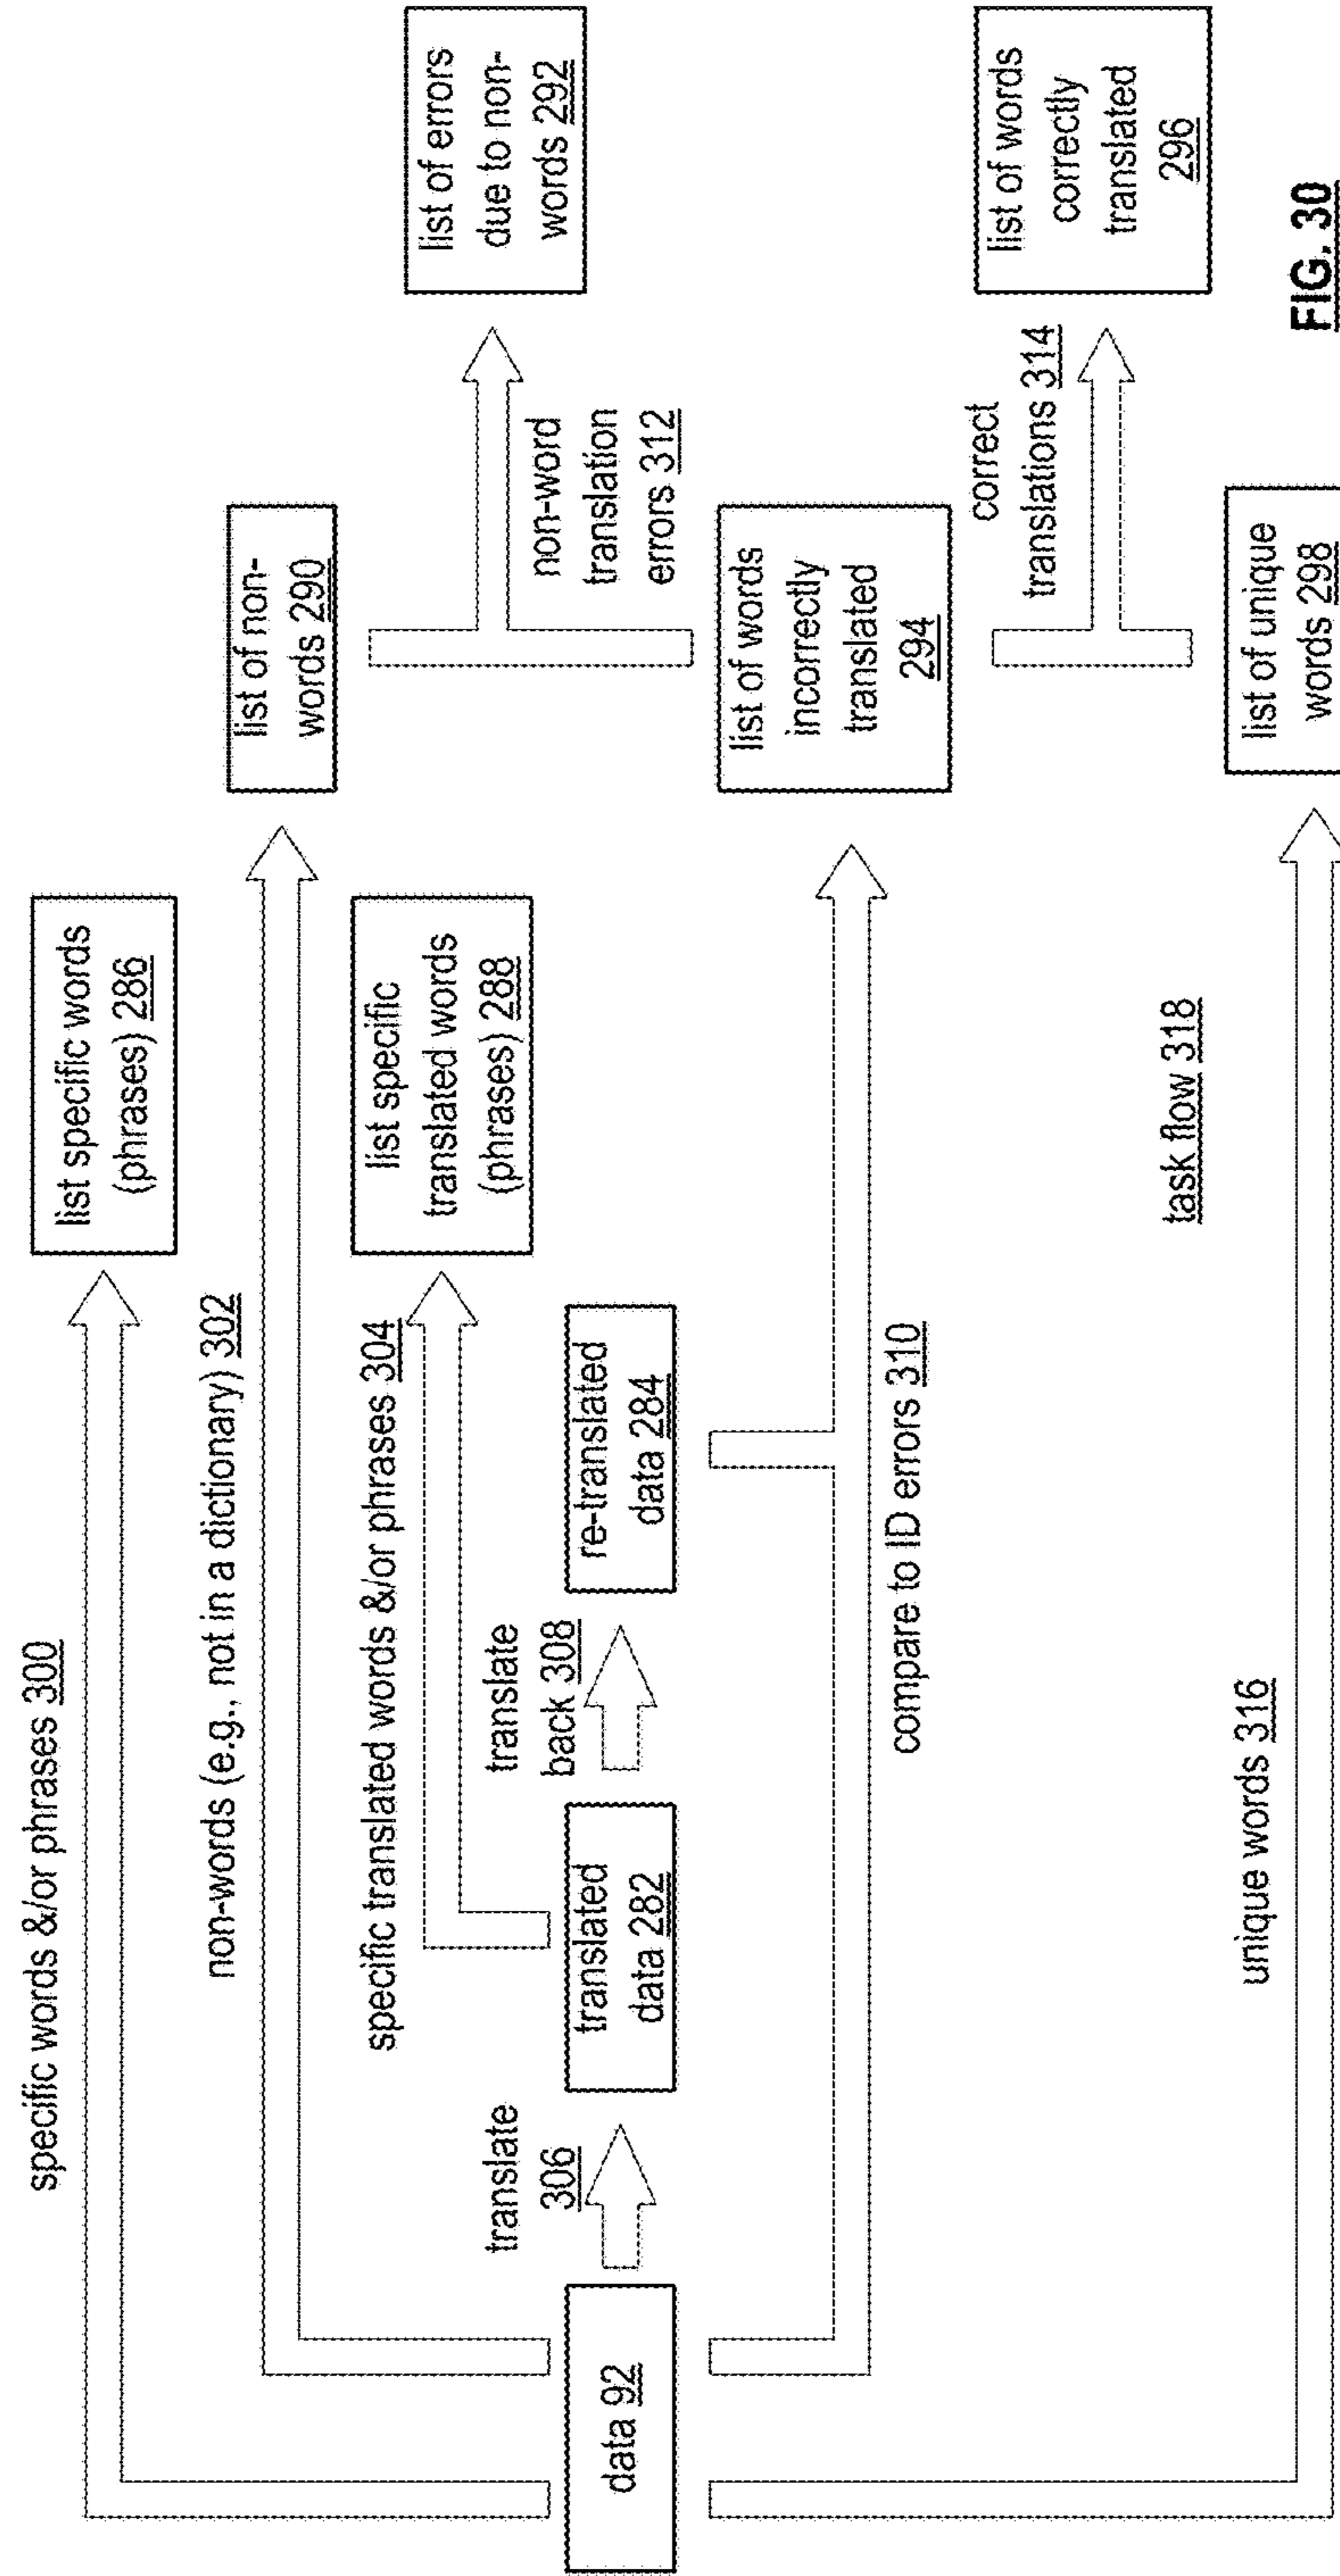 specific words &/or phrases 300
list specific words
(phrases) 286
non-words (e.g., not in a dictionary) 302
list of non-
words 290
specific translated words &/or phrases 304
list specific
translated words
(phrases) 288
list of errors
due to non-
words 292
non-word
translation
errors 312
data 92
translate
306
translated
data 282
translate
back 308
re-translated
data 284
compare to ID errors 310
list of words
incorrectly
translated
294
correct
translations 314
list of words
correctly
translated
296
task flow 318
unique words 316
list of unique
words 298
FIG. 30